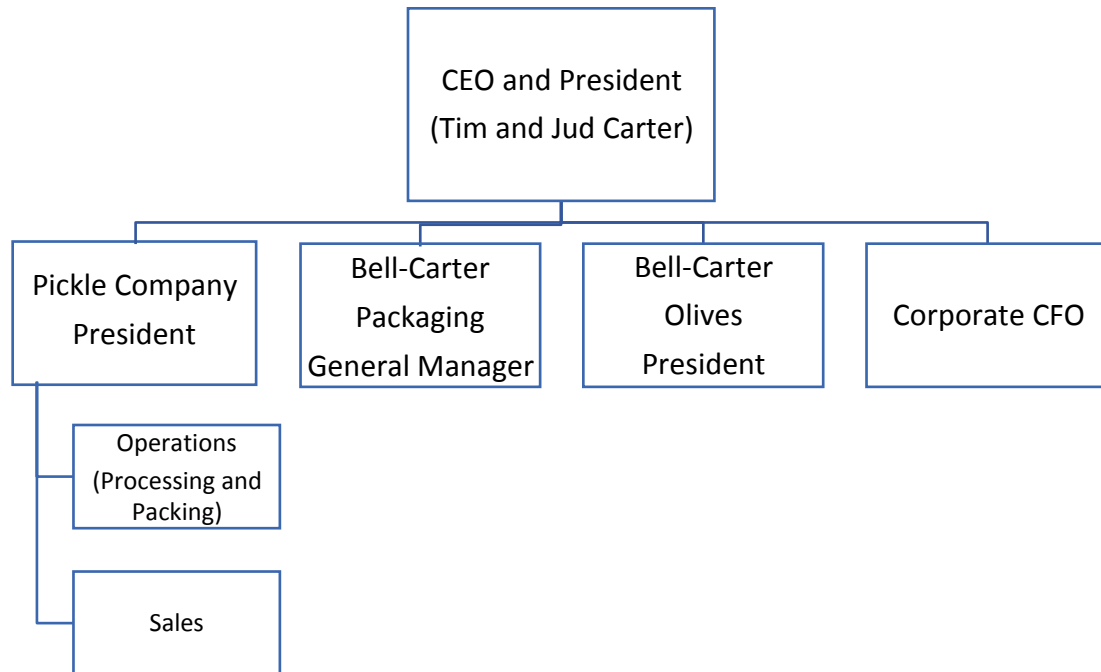 CEO and President
(Tim and Jud Carter)
Pickle Company
President
Bell-Carter
Packaging
General Manager
Bell-Carter
Olives
President
Corporate CFO
Operations
(Processing and
Packing)
Sales